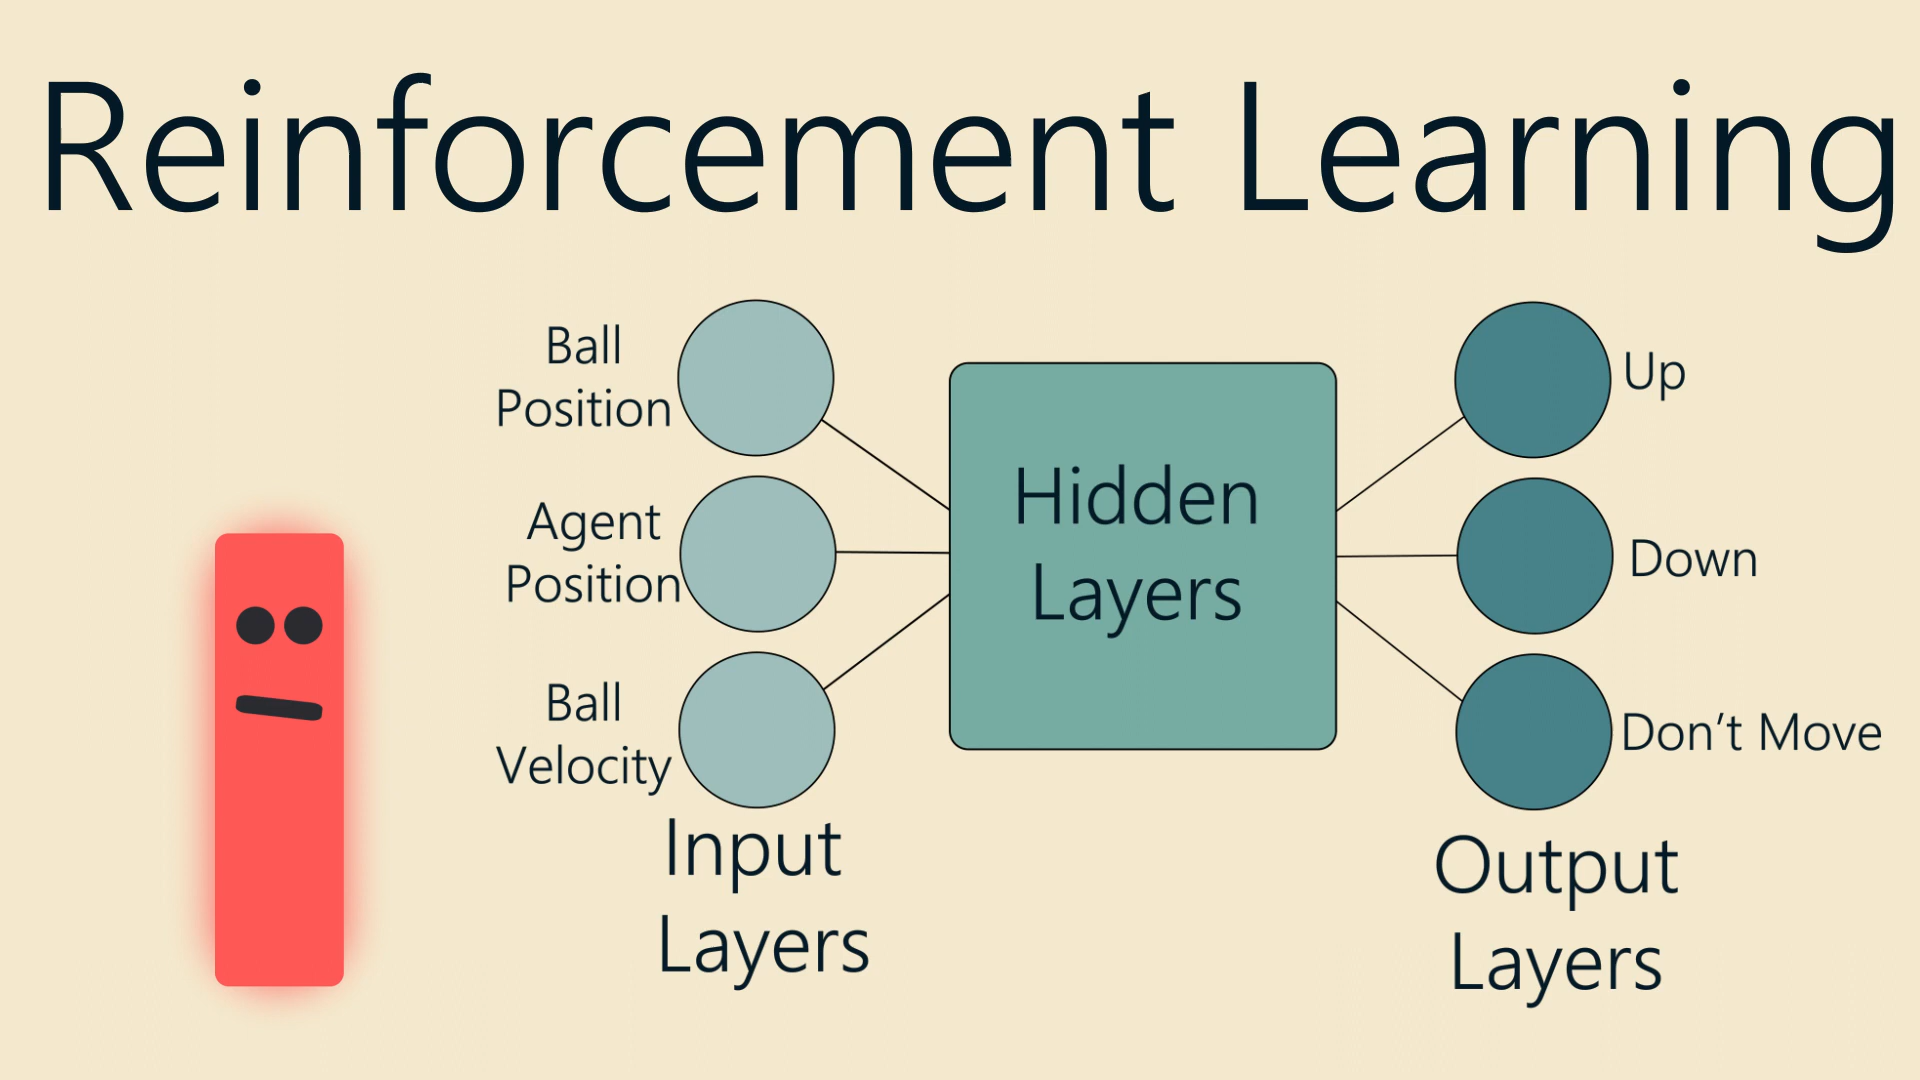 Reinforcement Learning
Ball
Position
Agent
Position
Ball
Velocity
Input
Layers
Hidden
Layers
Up
Down
Don’t Move
Output
Layers